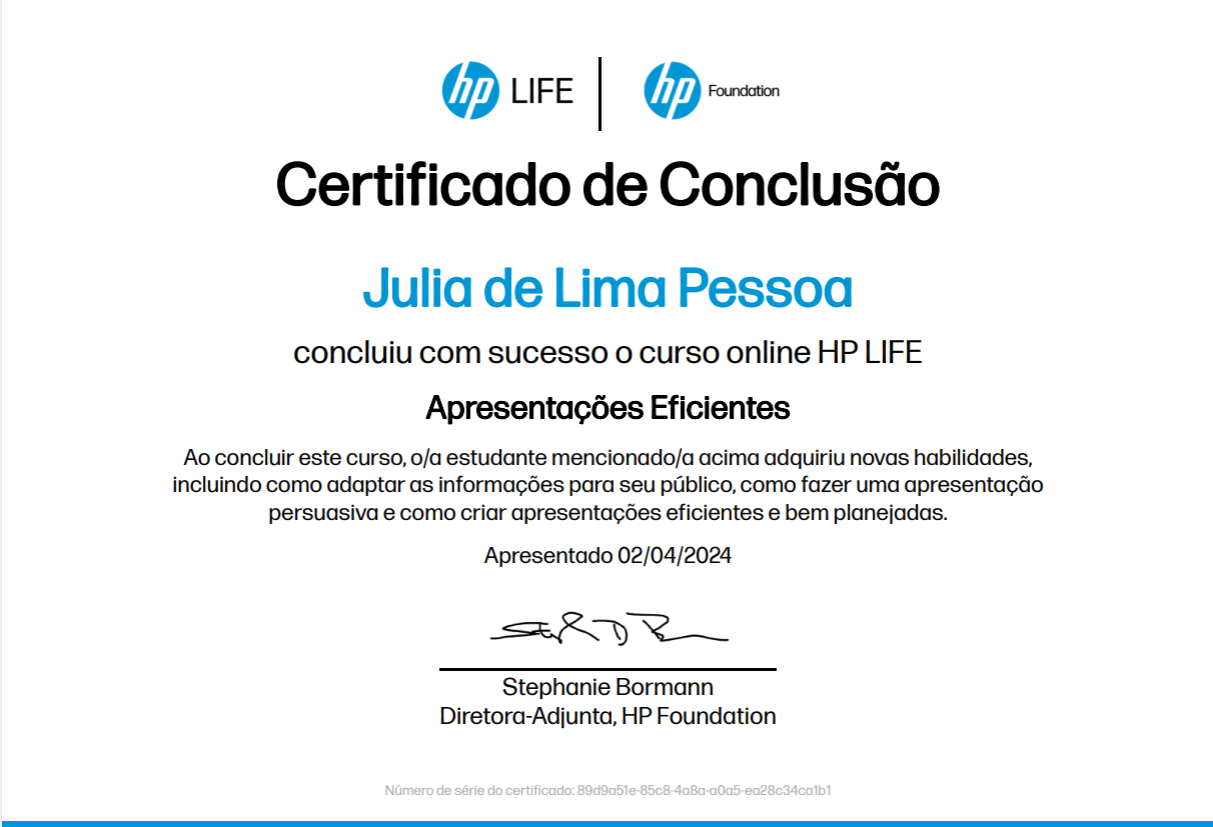 hp LIFE hp Foundation
Certificado de Conclusão
Julia de Lima Pessoa
concluiu com sucesso o curso online HP LIFE
Apresentações Eficientes
Ao concluir este curso, o/a estudante mencionado/a acima adquiriu novas habilidades,
incluindo como adaptar as informações para seu público, como fazer uma apresentação
persuasiva e como criar apresentações eficientes e bem planejadas.
Apresentado 02/04/2024
Stephanie Bormann
Diretora-Adjunta, HP Foundation
Número de série do certificado: 89d9a51e-85c8-4a8a-a0a5-ea28c34ca1b1